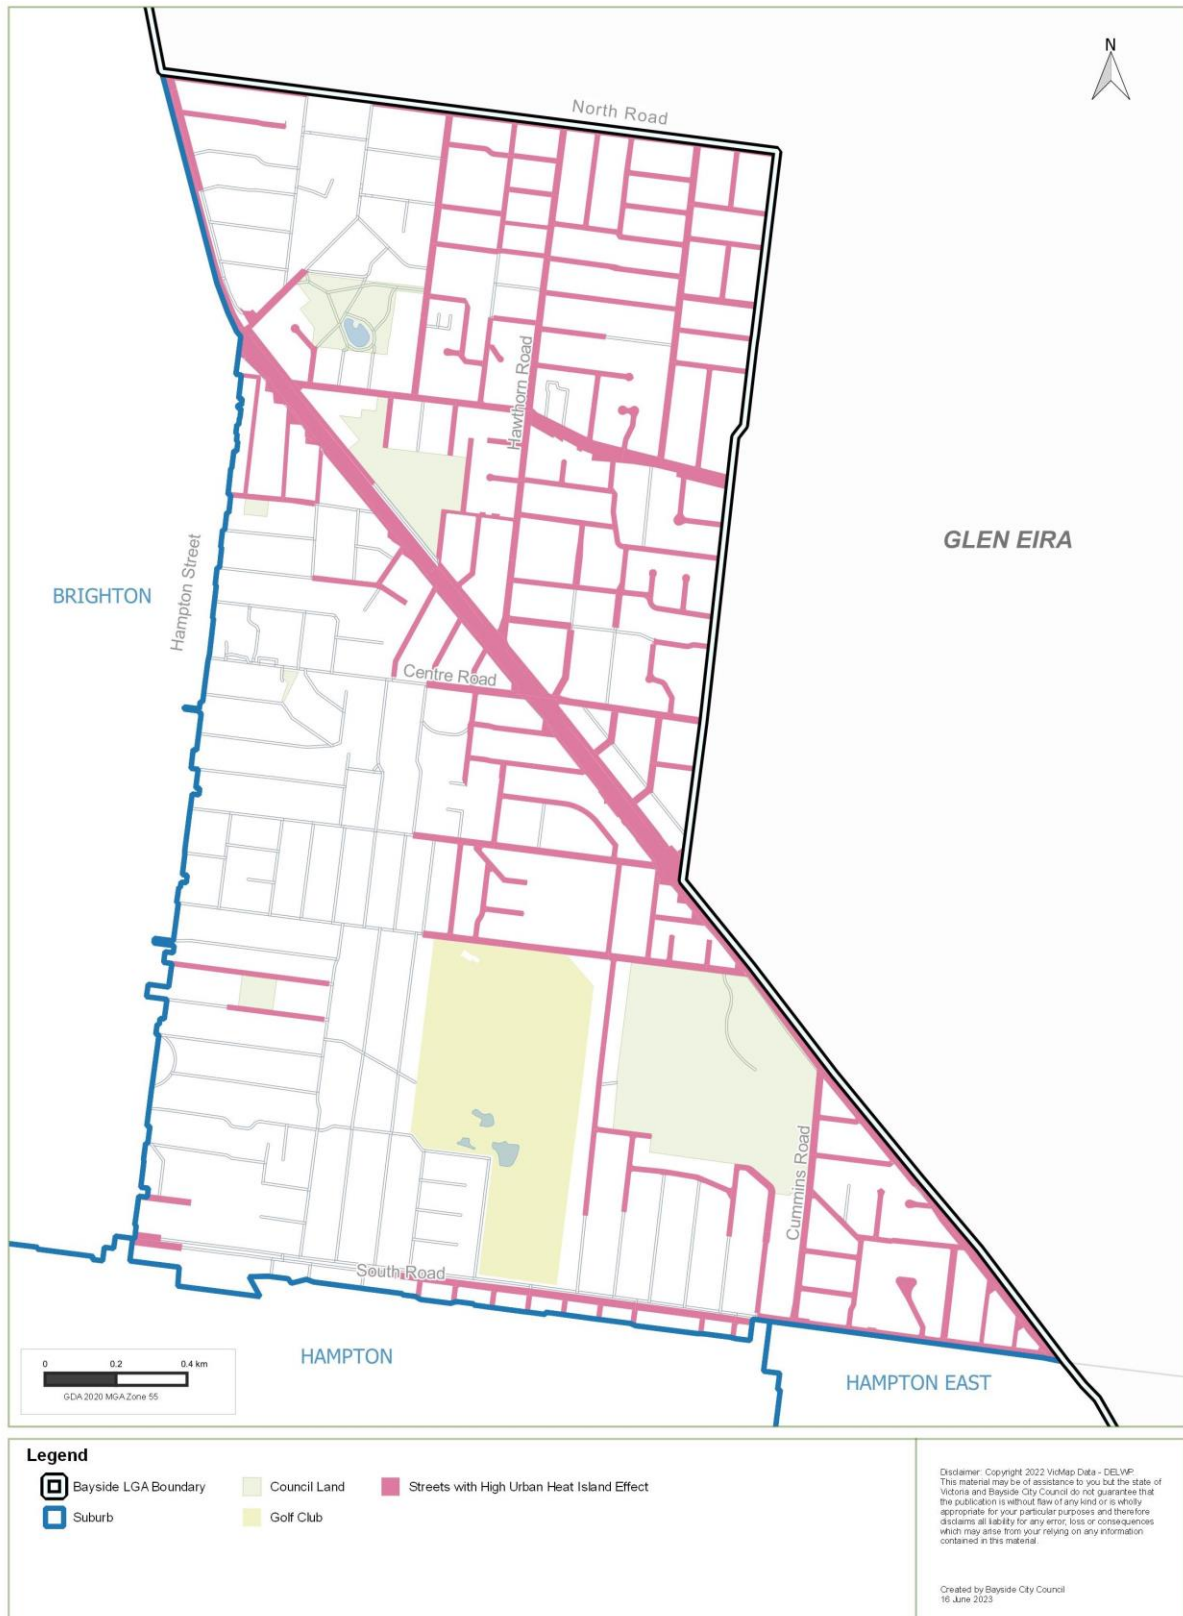 N
North Road
Hawthorn Road
GLEN EIRA
Hampton Street
BRIGHTON
Centre Road
Cummins Road
South Road
HAMPTON
HAMPTON EAST
0 0.2 0.4 km
GDA 2020 MGA Zone 55
Legend
Bayside LGA Boundary
Council Land
Streets with High Urban Heat Island Effect
Suburb
Golf Club
Disclaimer: Copyright 2022 VicMap Data - DELWP.
This material may be of assistance to you but the state of
Victoria and Bayside City Council do not guarantee that
the publication is without flaw of any kind or is wholly
appropriate for your particular purposes and therefore
disclaims all liability for any error, loss or consequences
which may arise from your relying on any information
contained in this material.
Created by Bayside City Council
16 June 2023